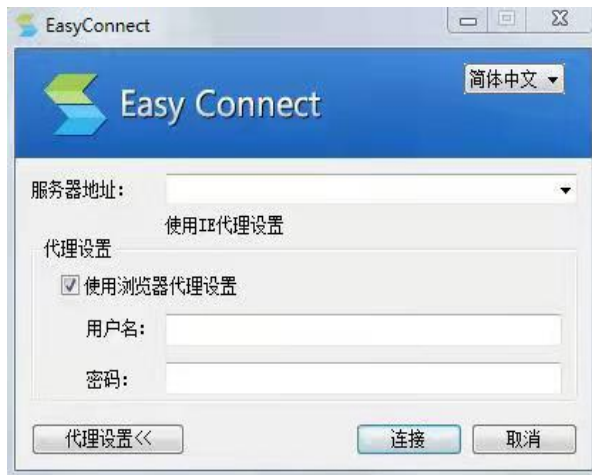 EasyConnect
简体中文
Easy Connect
服务器地址:
使用IE代理设置
代理设置
使用浏览器代理设置
用户名:
密码:
代理设置<<
连接
取消